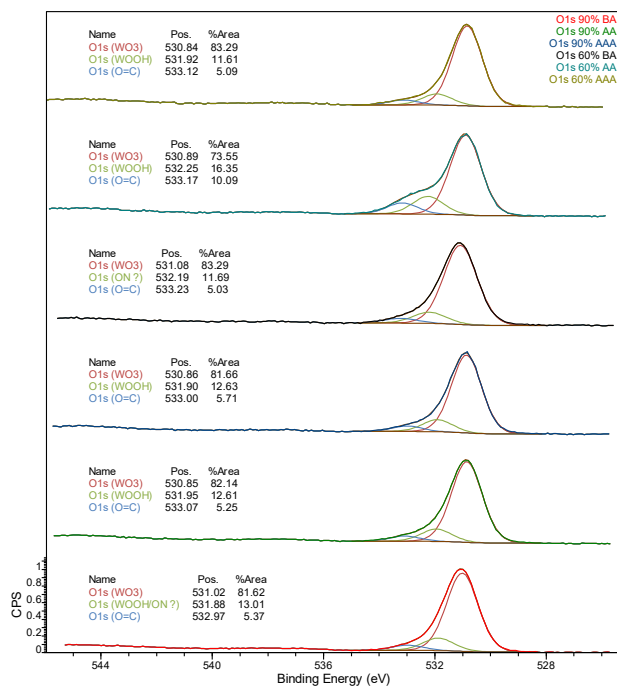 O1s 90% BA
O1s 90% AA
O1s 90% AAA
O1s 60% BA
O1s 60% AA
O1s 60% AAA
Name Pos. %Area
O1s (WO3) 530.84 83.29
O1s (WOOH) 531.92 11.61
O1s (O=C) 533.12 5.09
Name Pos. %Area
O1s (WO3) 530.89 73.55
O1s (WOOH) 532.25 16.35
O1s (O=C) 533.17 10.09
Name Pos. %Area
O1s (WO3) 531.08 83.29
O1s (ON ?) 532.19 11.69
O1s (O=C) 533.23 5.03
Name Pos. %Area
O1s (WO3) 530.86 81.66
O1s (WOOH) 531.90 12.63
O1s (O=C) 533.00 5.71
Name Pos. %Area
O1s (WO3) 530.85 82.14
O1s (WOOH) 531.95 12.61
O1s (O=C) 533.07 5.25
Name Pos. %Area
O1s (WO3) 531.02 81.62
O1s (WOOH/ON ?) 531.88 13.01
O1s (O=C) 532.97 5.37
CPS
1
0.8
0.6
0.4
0.2
0
544 540 536 532 528
Binding Energy (eV)